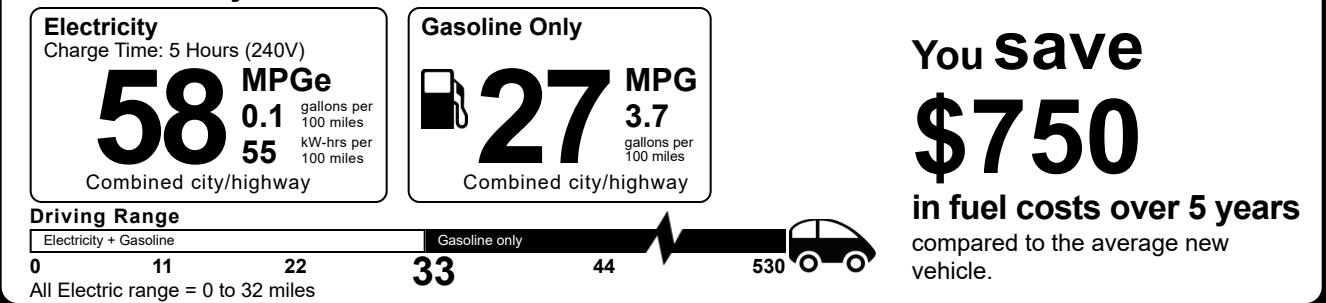 Electricity
Charge Time: 5 Hours (240V)
58
MPGe
0.1 gallons per 100 miles
55 kW-hrs per 100 miles
Combined city/highway
Gasoline Only
27
MPG
3.7
gallons per
100 miles
Combined city/highway
You save
$750
in fuel costs over 5 years
compared to the average new
vehicle.
Driving Range
Electricity + Gasoline Gasoline only
0 11 22 33 44 530
All Electric range = 0 to 32 miles